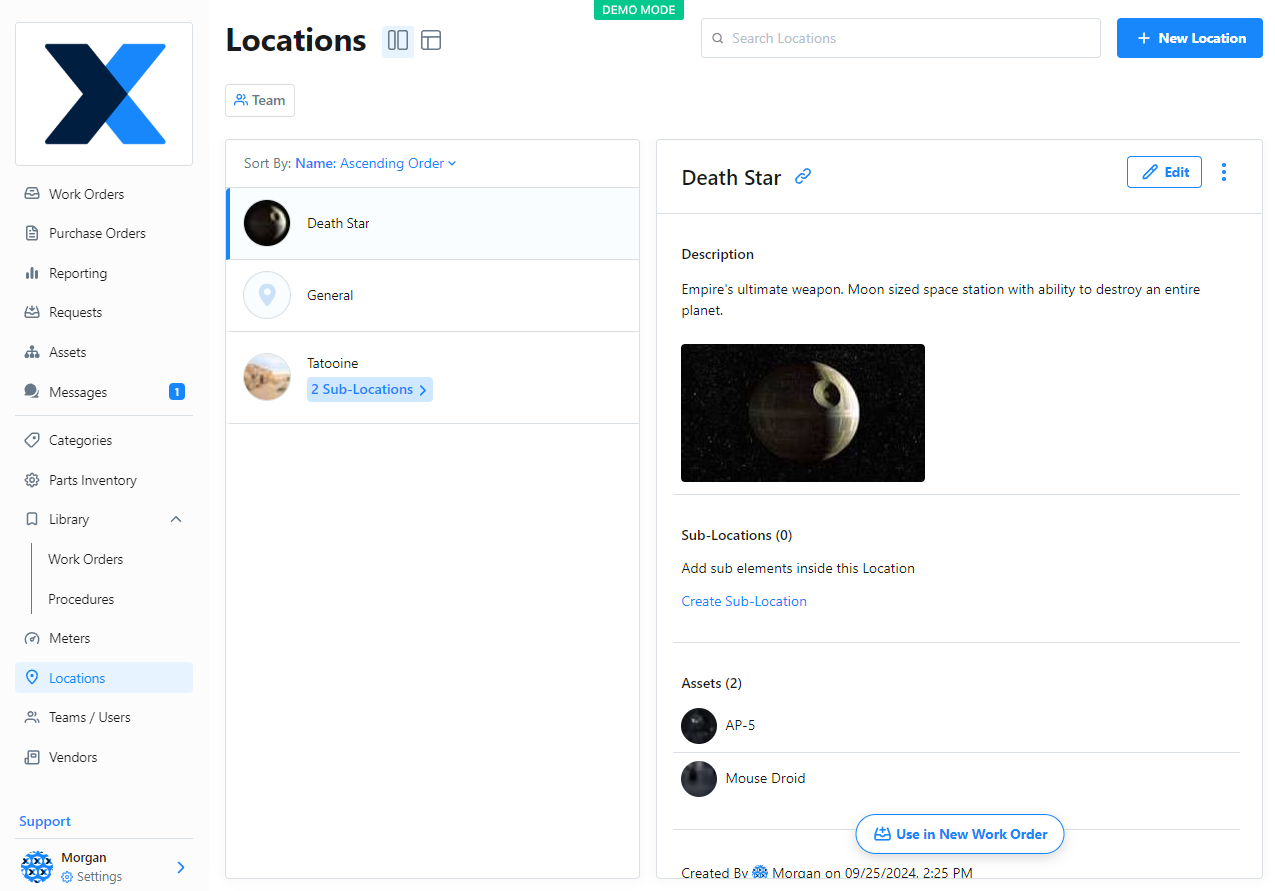 DEMO MODE
Locations
Search Locations
New Location
Team
Work Orders
Purchase Orders
Reporting
Requests
Assets
Messages
1
Categories
Parts Inventory
Library
Work Orders
Procedures
Meters
Locations
Teams / Users
Vendors
Support
Morgan
Settings
Sort By: Name: Ascending Order
Death Star
General
Tatooine
2 Sub-Locations
Death Star
Edit
Description
Empire's ultimate weapon. Moon sized space station with ability to destroy an entire
planet.
Sub-Locations (0)
Add sub elements inside this Location
Create Sub-Location
Assets (2)
AP-5
Mouse Droid
Use in New Work Order
Created By Morgan on 09/25/2024, 2:25 PM